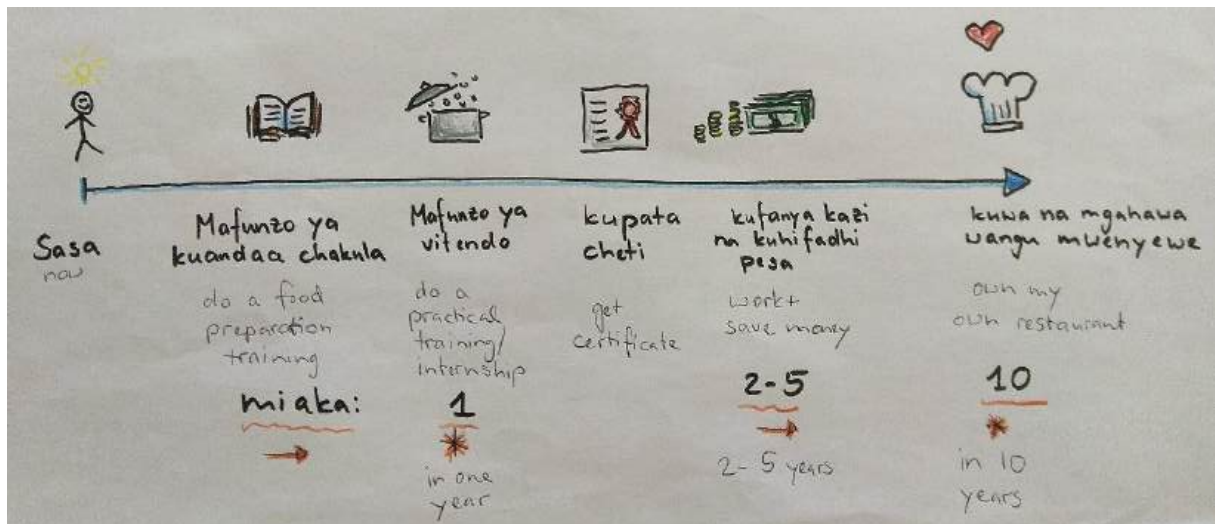 Sasa
now
Mafunzo ya
kuandaa chakula
do a food
preparation
training
Mafunzo ya
vitendo
do a
practical
training/
internship
kupata
cheti
get
certificate
kufanya kazi
na kuhifadhi
pesa
work+
save money
kuwa na mgahawa
wangu mwenyewe
own my
own restaurant
miaka:
1
in one
year
2-5
2-5 years
10
in 10
years